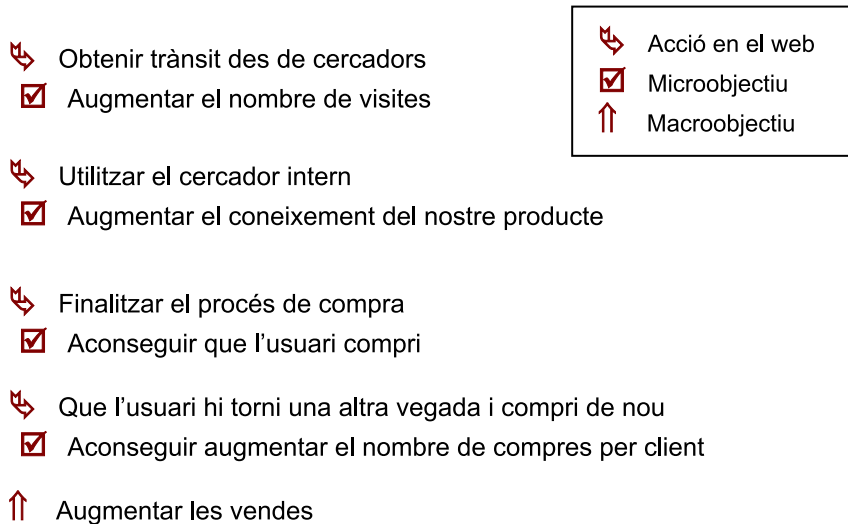 Obtenir trànsit des de cercadors
Augmentar el nombre de visites
Acció en el web
Microobjectiu
Macroobjectiu
Utilitzar el cercador intern
Augmentar el coneixement del nostre producte
Finalitzar el procés de compra
Aconseguir que l'usuari compri
Que l'usuari hi torni una altra vegada i compri de nou
Aconseguir augmentar el nombre de compres per client
Augmentar les vendes